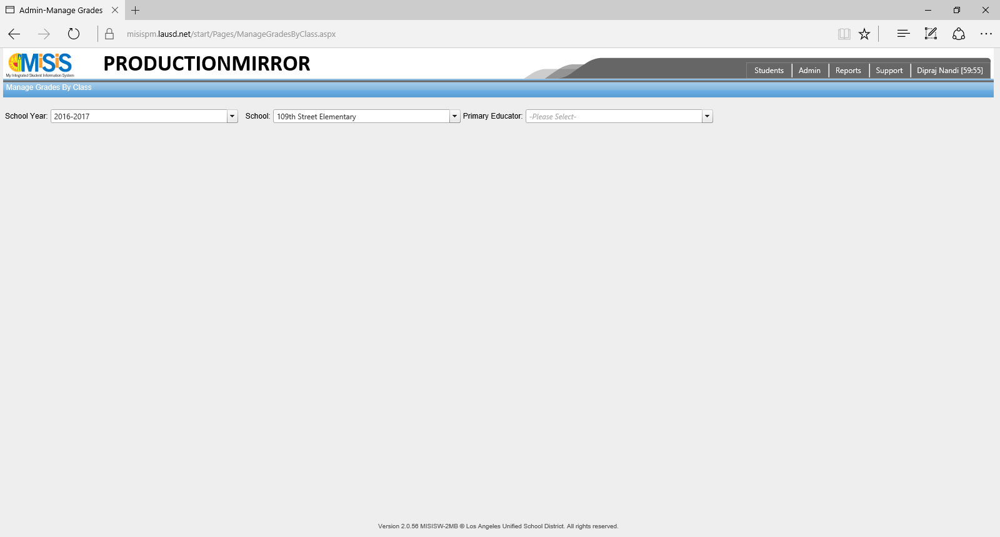 Admin-Manage Grades
misispm.lausd.net/start/Pages/ManageGradesByClass.aspx
MiSiS
My Integrated Student Information System
PRODUCTIONMIRROR
Students Admin Reports Support Dipraj Nandi [59:55]
Manage Grades By Class
School Year: 2016-2017 School: 109th Street Elementary Primary Educator: -Please Select-
Version 2.0.56 MISISW-2MB © Los Angeles Unified School District. All rights reserved.